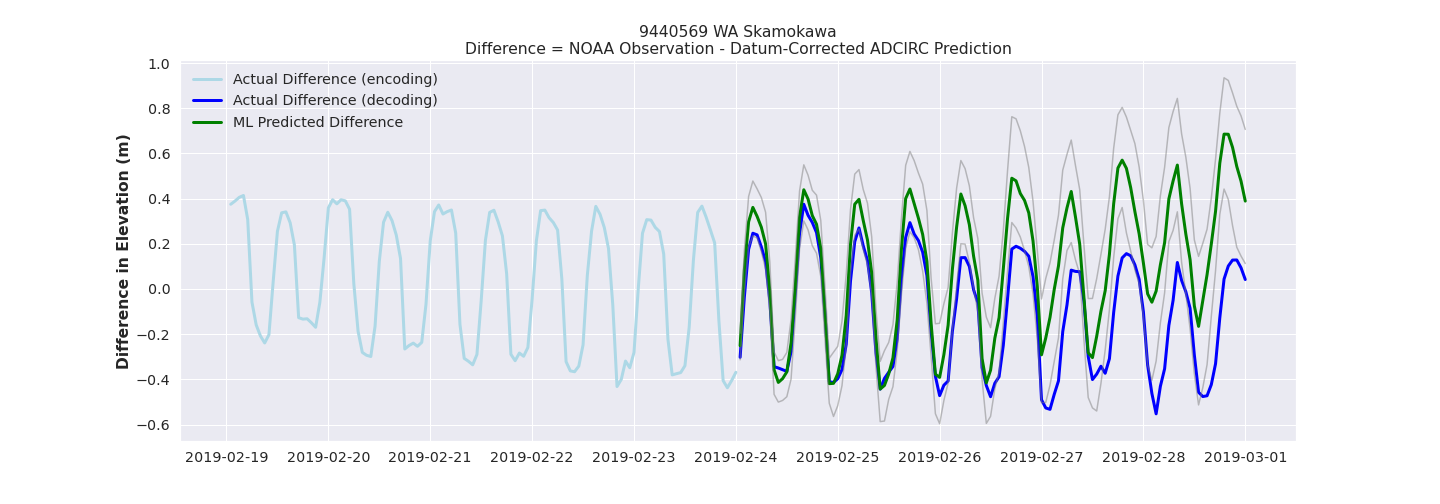 9440569 WA Skamokawa
Difference = NOAA Observation - Datum-Corrected ADCIRC Prediction
Difference in Elevation (m)
1.0
0.8
0.6
0.4
0.2
0.0
−0.2
−0.4
−0.6
Actual Difference (encoding)
Actual Difference (decoding)
ML Predicted Difference
2019-02-19 2019-02-20 2019-02-21 2019-02-22 2019-02-23 2019-02-24 2019-02-25 2019-02-26 2019-02-27 2019-02-28 2019-03-01